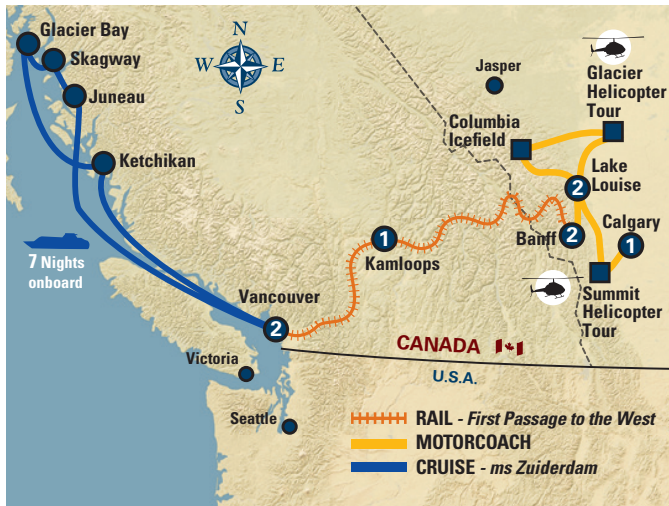 Glacier Bay
Skagway
Juneau
Ketchikan
N
W E
S
Jasper
Glacier
Helicopter
Tour
Columbia
Icefield
2
Lake
Louise
Calgary
1
Banff
2
Summit
Helicopter
Tour
1
Kamloops
7 Nights
onboard
Vancouver
2
Victoria
Seattle
CANADA
U.S.A.
RAIL - First Passage to the West
MOTORCOACH
CRUISE - ms Zuiderdam